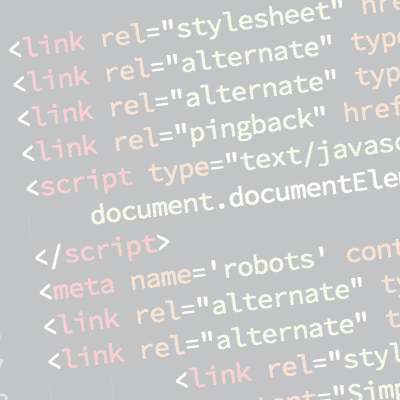 <link rel="stylesheet" hre
<link rel="alternate" type
<link rel="alternate" typ
<link rel="pingback" href
<script type="text/javasc
document.documentEle
</script>
<meta name='robots' cont
<link rel="alternate" ty
<link rel="alternate" t
<link rel="styl
="Simp